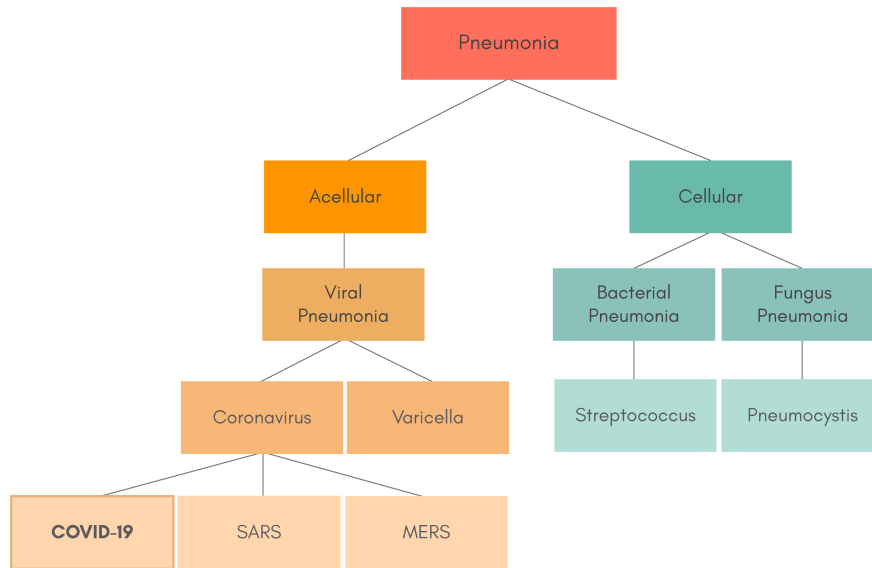 Pneumonia
Acellular
Cellular
Viral
Pneumonia
Bacterial
Pneumonia
Fungus
Pneumonia
Coronavirus
Varicella
Streptococcus
Pneumocystis
COVID-19
SARS
MERS